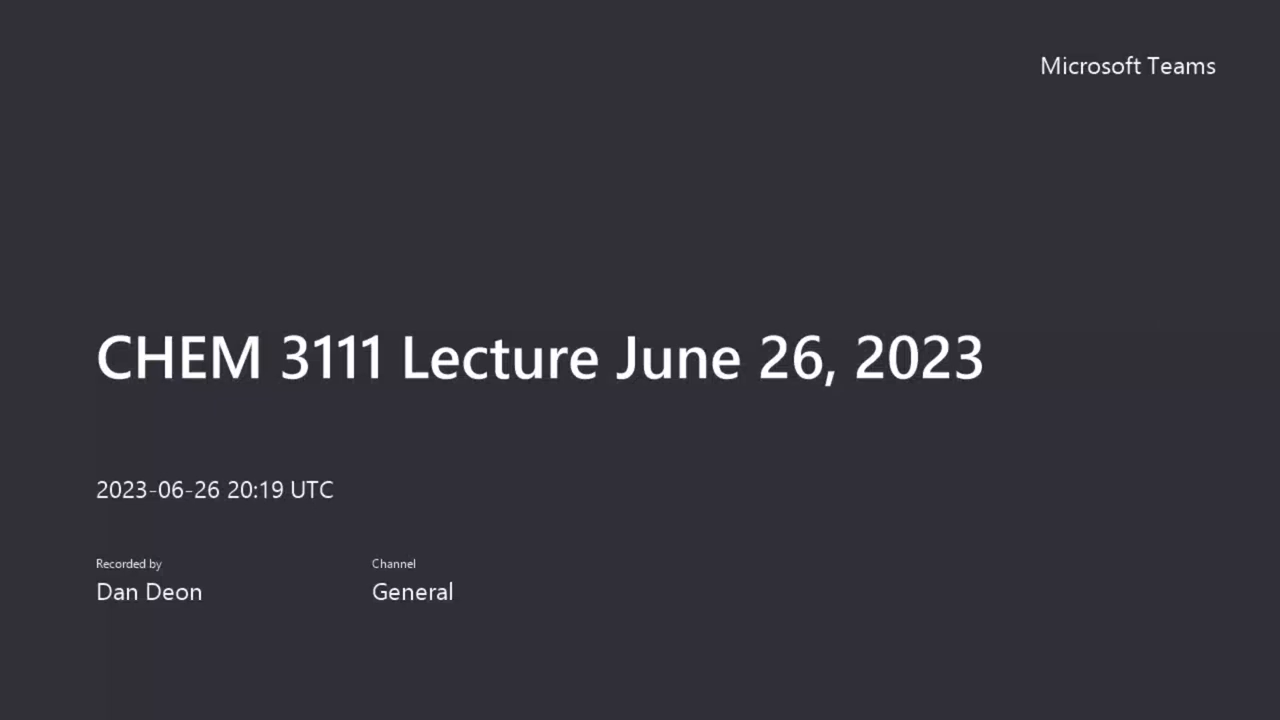 Microsoft Teams
CHEM 3111 Lecture June 26, 2023
2023-06-26 20:19 UTC
Recorded by
Dan Deon
Channel
General